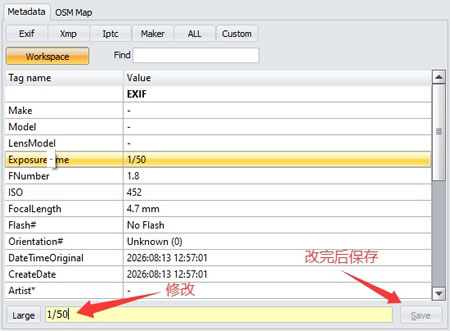 Metadata OSM Map
Exif Xmp Iptc Maker ALL Custom
Workspace Find
Tag name Value
EXIF
Make -
Model -
LensModel -
Exposure me 1/50
FNumber 1.8
ISO 452
FocalLength 4.7 mm
Flash# No Flash
Orientation# Unknown (0)
DateTimeOriginal 2026:08:13 12:57:01
CreateDate 2026:08:13 12:57:01
Artist* -
修改
改完后保存
Large 1/50 Save